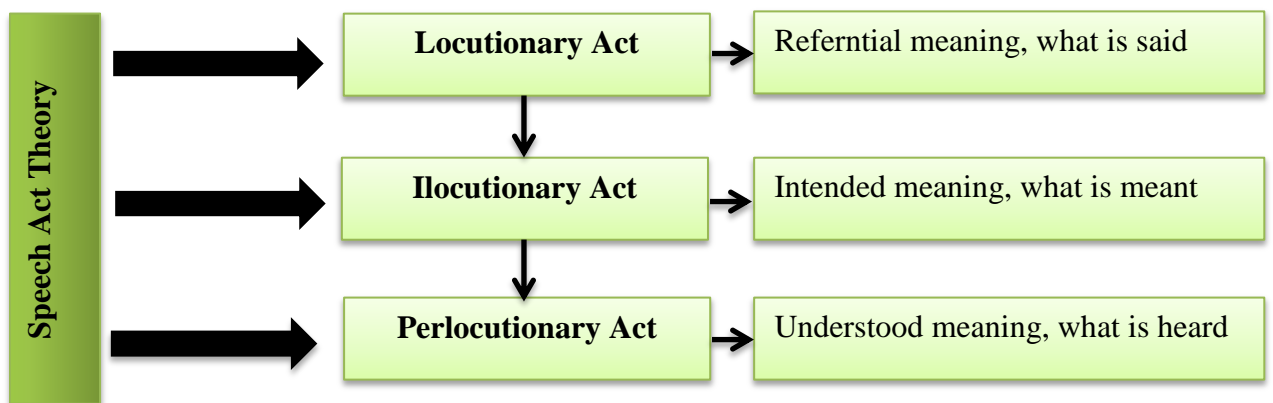 Speech Act Theory
Locutionary Act
Referntial meaning, what is said
Ilocutionary Act
Intended meaning, what is meant
Perlocutionary Act
Understood meaning, what is heard